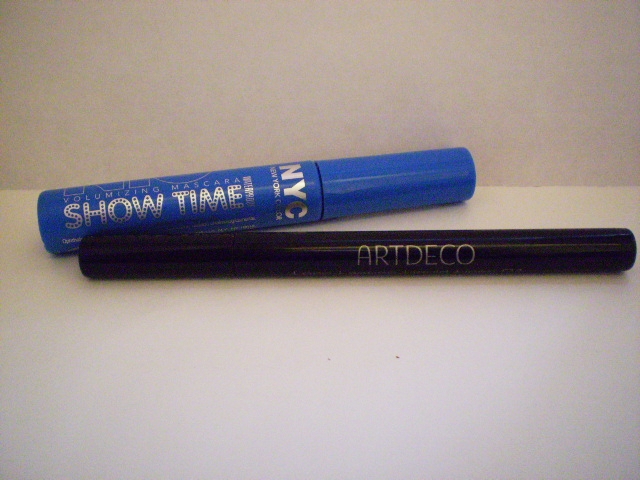 NYC
NEW YORK COLOR
VOLUMIZING MASCARA
SHOW TIME
ARTDECO